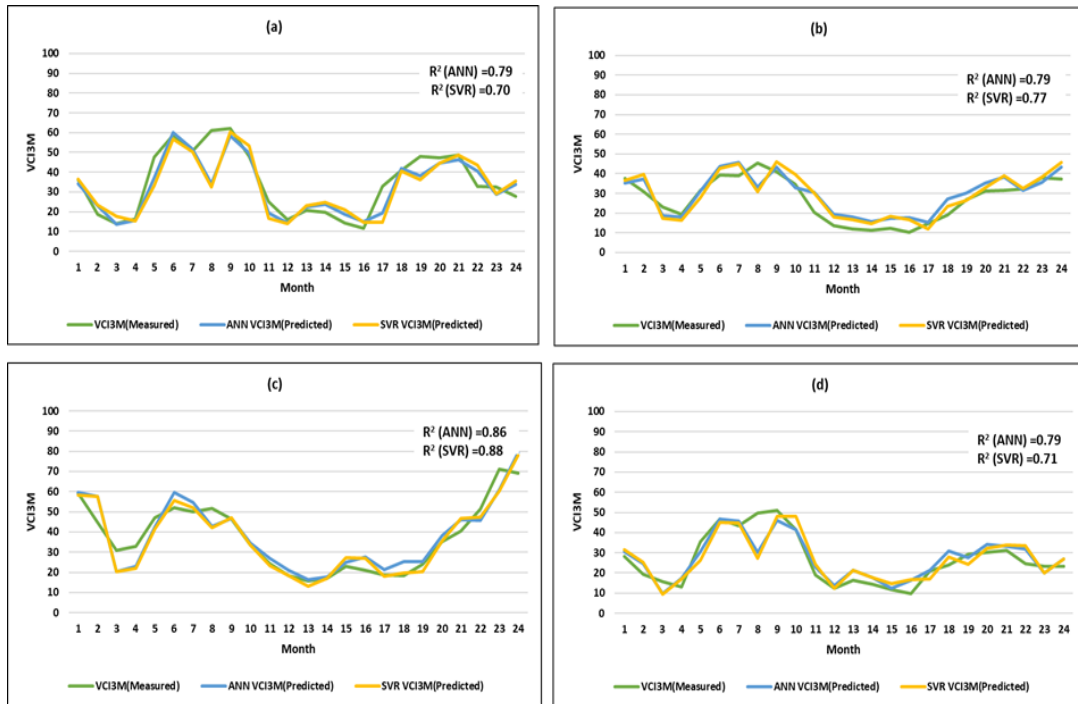 (a)
100
90
80
70
60
50
40
30
20
10
0
VCI3M
R² (ANN) =0.79
R² (SVR) =0.70
1 2 3 4 5 6 7 8 9 10 11 12 13 14 15 16 17 18 19 20 21 22 23 24
Month
VCI3M(Measured) ANN VCI3M(Predicted) SVR VCI3M(Predicted)
(b)
100
90
80
70
60
50
40
30
20
10
0
VCI3M
R² (ANN) =0.79
R² (SVR) =0.77
1 2 3 4 5 6 7 8 9 10 11 12 13 14 15 16 17 18 19 20 21 22 23 24
Month
VCI3M(Measured) ANN VCI3M(Predicted) SVR VCI3M(Predicted)
(c)
100
90
80
70
60
50
40
30
20
10
0
VCI3M
R² (ANN) =0.86
R² (SVR) =0.88
1 2 3 4 5 6 7 8 9 10 11 12 13 14 15 16 17 18 19 20 21 22 23 24
Month
VCI3M(Measured) ANN VCI3M(Predicted) SVR VCI3M(Predicted)
(d)
100
90
80
70
60
50
40
30
20
10
0
VCI3M
R² (ANN) =0.79
R² (SVR) =0.71
1 2 3 4 5 6 7 8 9 10 11 12 13 14 15 16 17 18 19 20 21 22 23 24
Month
VCI3M(Measured) ANN VCI3M(Predicted) SVR VCI3M(Predicted)